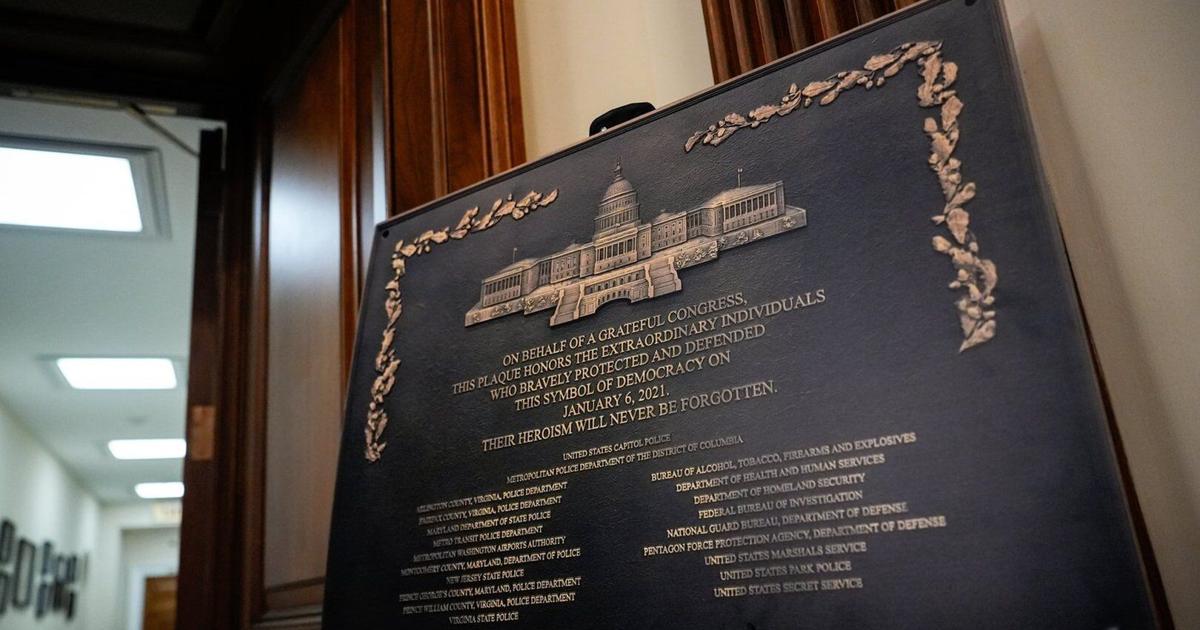 ON BEHALF OF A GRATEFUL CONGRESS,
THIS PLAQUE HONORS THE EXTRAORDINARY INDIVIDUALS
WHO BRAVELY PROTECTED AND DEFENDED
THIS SYMBOL OF DEMOCRACY ON
JANUARY 6, 2021.
THEIR HEROISM WILL NEVER BE FORGOTTEN.
UNITED STATES CAPITOL POLICE
METROPOLITAN POLICE DEPARTMENT OF THE DISTRICT OF COLUMBIA
ARLINGTON COUNTY, VIRGINIA, POLICE DEPARTMENT
FAIRFAX COUNTY, VIRGINIA, POLICE DEPARTMENT
MARYLAND DEPARTMENT OF STATE POLICE
METRO TRANSIT POLICE DEPARTMENT
METROPOLITAN WASHINGTON AIRPORTS AUTHORITY
MONTGOMERY COUNTY, MARYLAND, DEPARTMENT OF POLICE
NEW JERSEY STATE POLICE
PRINCE GEORGE'S COUNTY, MARYLAND, POLICE DEPARTMENT
PRINCE WILLIAM COUNTY, VIRGINIA, POLICE DEPARTMENT
VIRGINIA STATE POLICE
BUREAU OF ALCOHOL, TOBACCO, FIREARMS AND EXPLOSIVES
DEPARTMENT OF HEALTH AND HUMAN SERVICES
DEPARTMENT OF HOMELAND SECURITY
FEDERAL BUREAU OF INVESTIGATION
NATIONAL GUARD BUREAU, DEPARTMENT OF DEFENSE
PENTAGON FORCE PROTECTION AGENCY, DEPARTMENT OF DEFENSE
UNITED STATES MARSHALS SERVICE
UNITED STATES PARK POLICE
UNITED STATES SECRET SERVICE